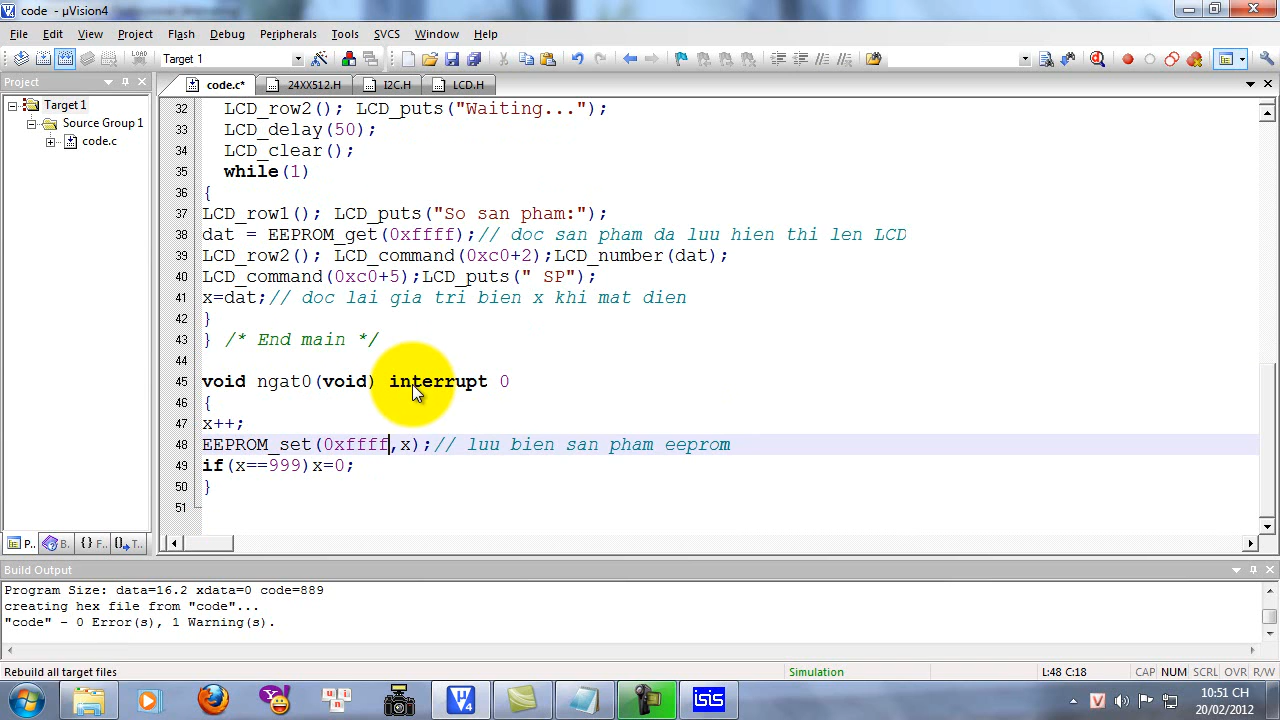 code - µVision4
File Edit View Project Flash Debug Peripherals Tools SVCS Window Help
LOAD Target 1
Project
code.c* 24XX512.H I2C.H LCD.H
Target 1
Source Group 1
code.c
32 LCD_row2(); LCD_puts("Waiting...");
33 LCD_delay(50);
34 LCD_clear();
35 while(1)
36 {
37 LCD_row1(); LCD_puts("So san pham:");
38 dat = EEPROM_get(0xffff);// doc san pham da luu hien thi len LCD
39 LCD_row2(); LCD_command(0xc0+2);LCD_number(dat);
40 LCD_command(0xc0+5);LCD_puts(" SP");
41 x=dat;// doc lai gia tri bien x khi mat dien
42 }
43 } /* End main */
44
45 void ngat0(void) interrupt 0
46 {
47 x++;
48 EEPROM_set(0xffff,x);// luu bien san pham eeprom
49 if(x==999)x=0;
50 }
51
P.. B. {} F.. T..
Build Output
Program Size: data=16.2 xdata=0 code=889
creating hex file from "code"...
"code" - 0 Error(s), 1 Warning(s).
Rebuild all target files Simulation L:48 C:18 CAP NUM SCRL OVR R/W
isis
V
10:51 CH
20/02/2012